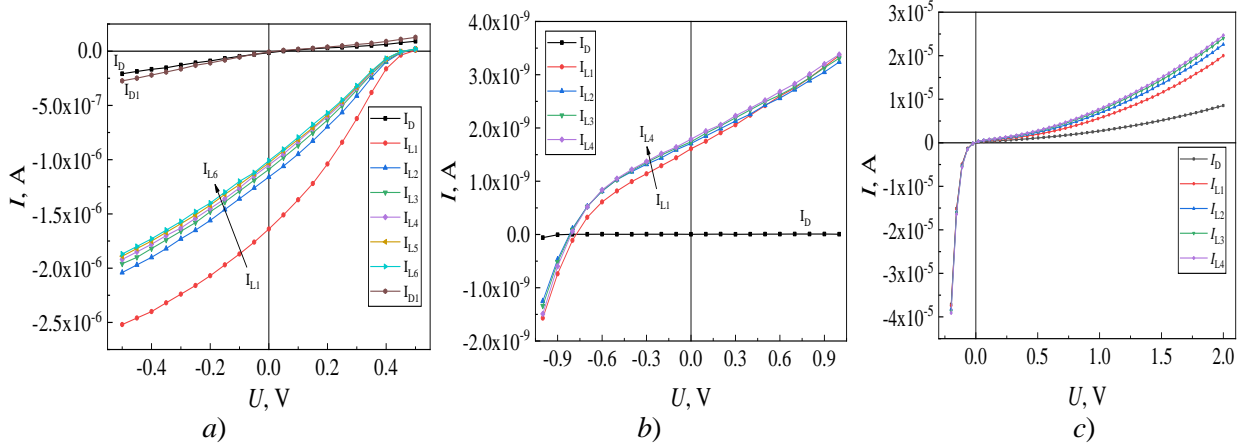 0.0
-5.0x10-7
-1.0x10-6
-1.5x10-6
-2.0x10-6
-2.5x10-6
I, A
-0.4 -0.2 0.0 0.2 0.4
U, V
ID
ID1
IL6
IL1
ID
IL1
IL2
IL3
IL4
IL5
IL6
ID1
a)
4.0x10-9
3.0x10-9
2.0x10-9
1.0x10-9
0.0
-1.0x10-9
-2.0x10-9
I, A
-0.9 -0.6 -0.3 0.0 0.3 0.6 0.9
U, V
ID
IL1
IL2
IL3
IL4
IL4
IL1
ID
b)
3x10-5
2x10-5
1x10-5
0
-5x10-6
-2x10-5
-3x10-5
-4x10-5
I, A
0.0 0.5 1.0 1.5 2.0
U, V
ID
IL1
IL2
IL3
IL4
c)